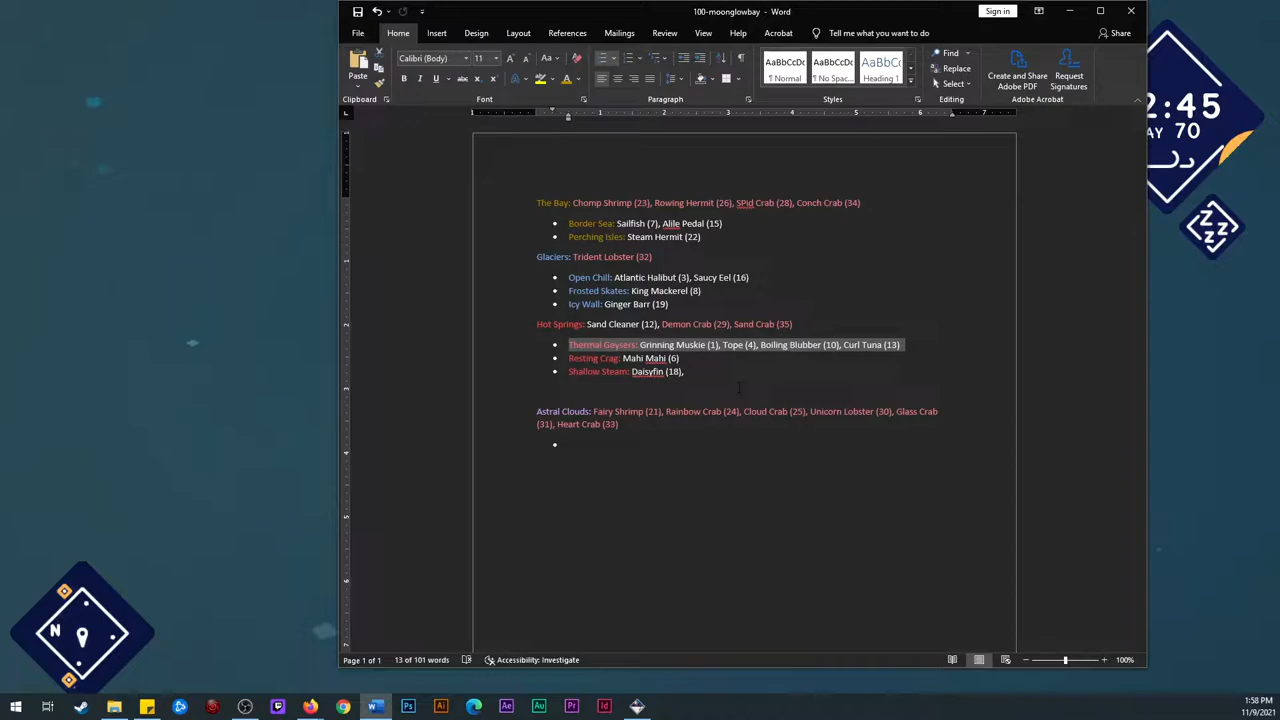 100-moonglowbay - Word
Sign in
File Home Insert Design Layout References Mailings Review View Help Acrobat Tell me what you want to do Share
Paste
Calibri (Body) 11
AaBbCcDc AaBbCcDc AaBbCc
¶ Normal ¶ No Spac... Heading 1
Find
Replace
Select
Create and Share Adobe PDF
Request Signatures
Clipboard Font Paragraph Styles Editing Adobe Acrobat
2:45
AY 70
ZZZ
The Bay: Chomp Shrimp (23), Rowing Hermit (26), SPid Crab (28), Conch Crab (34)
• Border Sea: Sailfish (7), Alile Pedal (15)
• Perching Isles: Steam Hermit (22)
Glaciers: Trident Lobster (32)
• Open Chill: Atlantic Halibut (3), Saucy Eel (16)
• Frosted Skates: King Mackerel (8)
• Icy Wall: Ginger Barr (19)
Hot Springs: Sand Cleaner (12), Demon Crab (29), Sand Crab (35)
• Thermal Geysers: Grinning Muskie (1), Tope (4), Boiling Blubber (10), Curl Tuna (13)
• Resting Crag: Mahi Mahi (6)
• Shallow Steam: Daisyfin (18),
Astral Clouds: Fairy Shrimp (21), Rainbow Crab (24), Cloud Crab (25), Unicorn Lobster (30), Glass Crab
(31), Heart Crab (33)
•
N
Page 1 of 1 13 of 101 words Accessibility: Investigate 100%
1:58 PM
11/9/2021